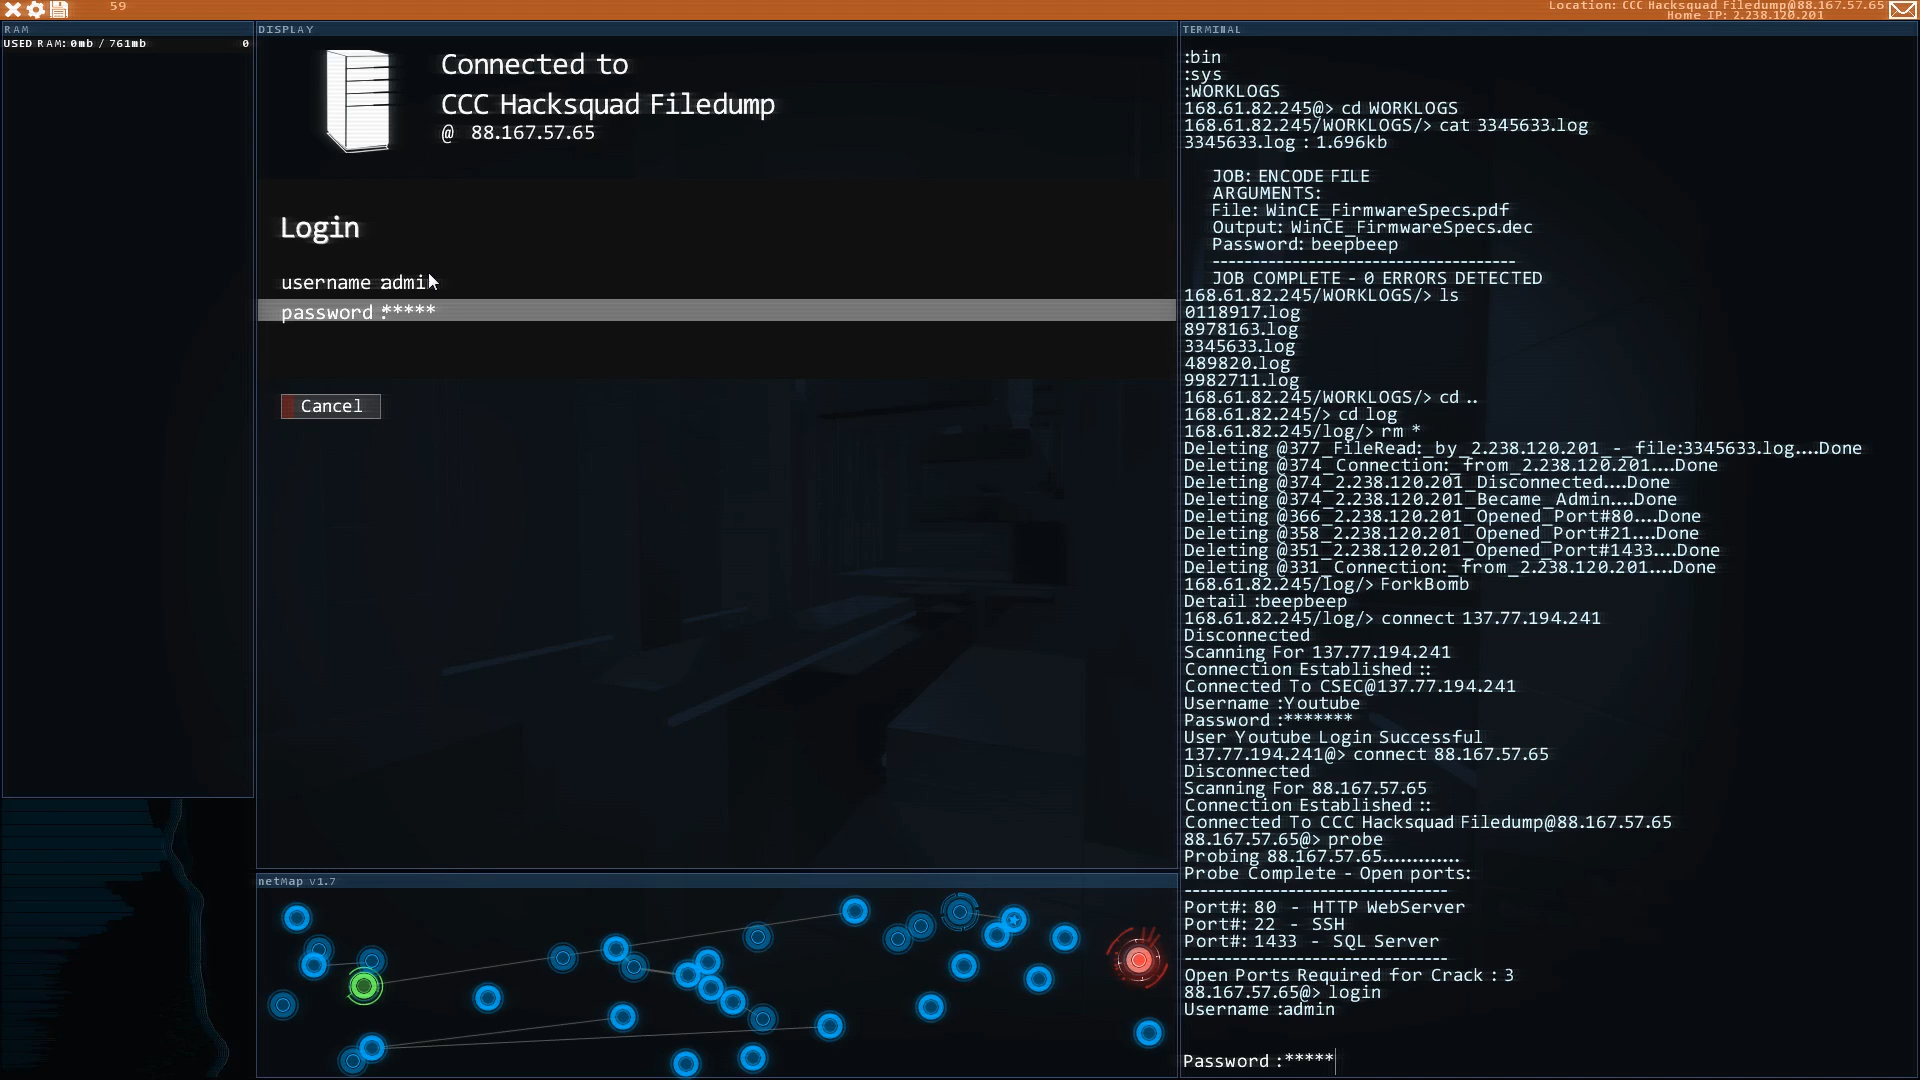 59
Location: CCC Hacksquad Filedump@88.167.57.65
Home IP: 2.238.120.201
RAM
USED RAM: 0mb / 761mb 0
DISPLAY
Connected to
CCC Hacksquad Filedump
@ 88.167.57.65
Login
username admin
password :*****
Cancel
netMap v1.7
TERMINAL
:bin
:sys
:WORKLOGS
168.61.82.245@> cd WORKLOGS
168.61.82.245/WORKLOGS/> cat 3345633.log
3345633.log : 1.696kb
JOB: ENCODE FILE
ARGUMENTS:
File: WinCE_FirmwareSpecs.pdf
Output: WinCE_FirmwareSpecs.dec
Password: beepbeep
-------------------------------------
JOB COMPLETE - 0 ERRORS DETECTED
168.61.82.245/WORKLOGS/> ls
0118917.log
8978163.log
3345633.log
489820.log
9982711.log
168.61.82.245/WORKLOGS/> cd ..
168.61.82.245/> cd log
168.61.82.245/log/> rm *
Deleting @377_FileRead:_by_2.238.120.201_-_file:3345633.log....Done
Deleting @374_Connection:_from_2.238.120.201....Done
Deleting @374_2.238.120.201_Disconnected....Done
Deleting @374_2.238.120.201_Became_Admin....Done
Deleting @366_2.238.120.201_Opened_Port#80....Done
Deleting @358_2.238.120.201_Opened_Port#21....Done
Deleting @351_2.238.120.201_Opened_Port#1433....Done
Deleting @331_Connection:_from_2.238.120.201....Done
168.61.82.245/log/> ForkBomb
Detail :beepbeep
168.61.82.245/log/> connect 137.77.194.241
Disconnected
Scanning For 137.77.194.241
Connection Established ::
Connected To CSEC@137.77.194.241
Username :Youtube
Password :*******
User Youtube Login Successful
137.77.194.241@> connect 88.167.57.65
Disconnected
Scanning For 88.167.57.65
Connection Established ::
Connected To CCC Hacksquad Filedump@88.167.57.65
88.167.57.65@> probe
Probing 88.167.57.65.............
Probe Complete - Open ports:
---------------------------------
Port#: 80 - HTTP WebServer
Port#: 22 - SSH
Port#: 1433 - SQL Server
---------------------------------
Open Ports Required for Crack : 3
88.167.57.65@> login
Username :admin
Password :*****